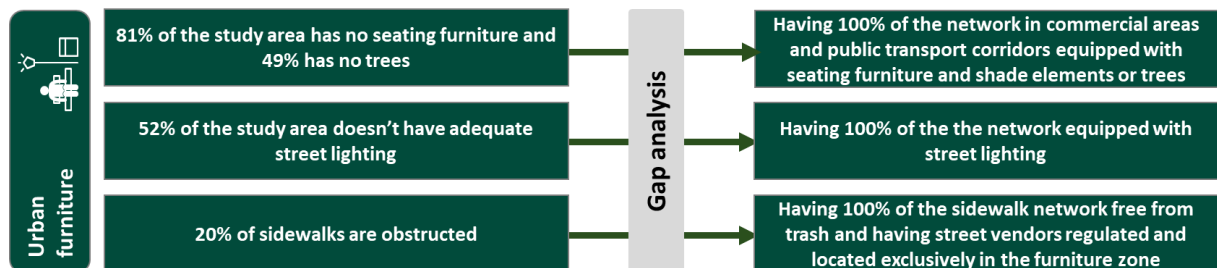 Urban
furniture
81% of the study area has no seating furniture and
49% has no trees
52% of the study area doesn't have adequate
street lighting
20% of sidewalks are obstructed
Gap analysis
Having 100% of the network in commercial areas
and public transport corridors equipped with
seating furniture and shade elements or trees
Having 100% of the the network equipped with
street lighting
Having 100% of the sidewalk network free from
trash and having street vendors regulated and
located exclusively in the furniture zone